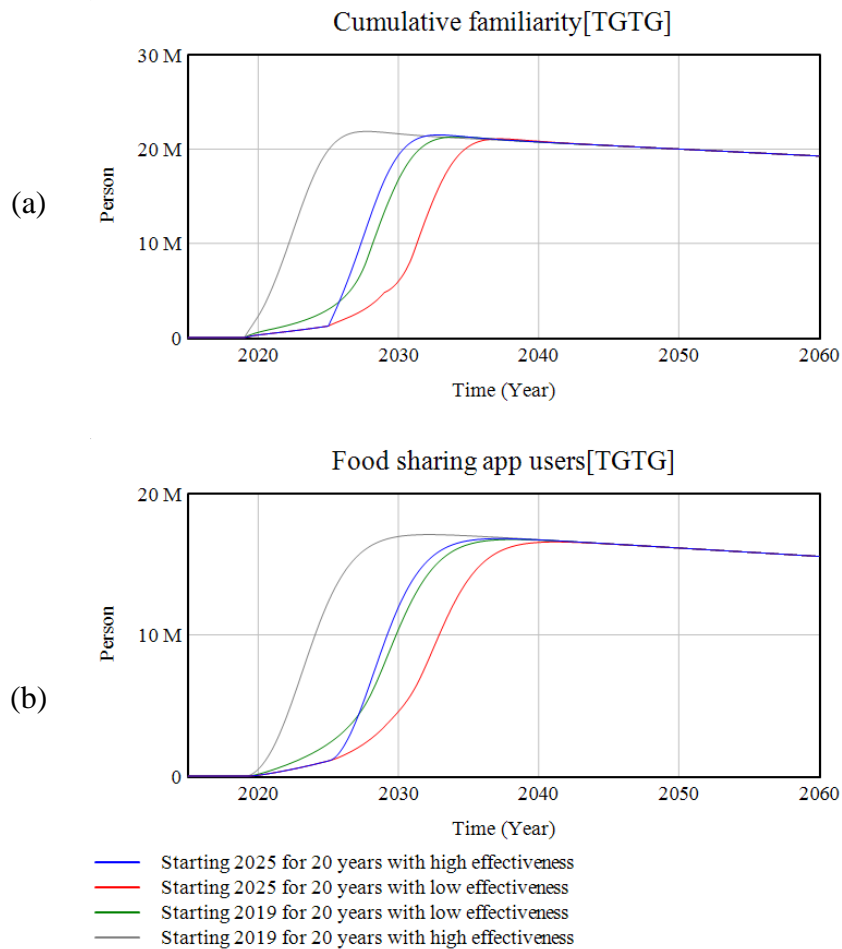 Cumulative familiarity[TGTG]
30 M
20 M
10 M
0
Person
(a)
2020 2030 2040 2050 2060
Time (Year)
Food sharing app users[TGTG]
20 M
10 M
0
Person
(b)
2020 2030 2040 2050 2060
Time (Year)
Starting 2025 for 20 years with high effectiveness
Starting 2025 for 20 years with low effectiveness
Starting 2019 for 20 years with low effectiveness
Starting 2019 for 20 years with high effectiveness